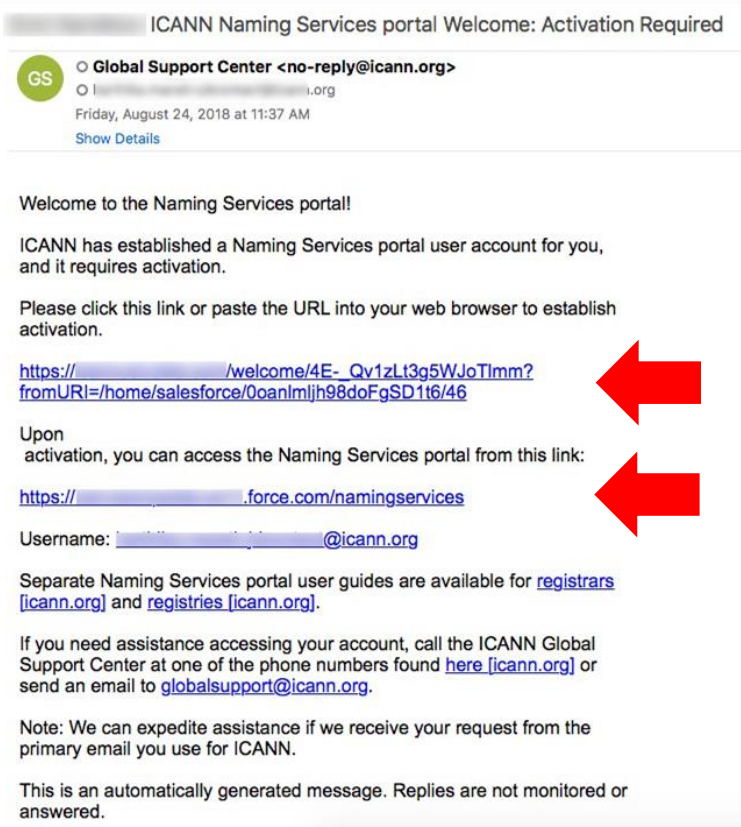 ICANN Naming Services portal Welcome: Activation Required
GS
Global Support Center <no-reply@icann.org>
.org
Friday, August 24, 2018 at 11:37 AM
Show Details
Welcome to the Naming Services portal!
ICANN has established a Naming Services portal user account for you,
and it requires activation.
Please click this link or paste the URL into your web browser to establish
activation.
https:// /welcome/4E-_Qv1zLt3g5WJoTlmm?
fromURI=/home/salesforce/0oanlmljh98doFgSD1t6/46
Upon
activation, you can access the Naming Services portal from this link:
https:// .force.com/namingservices
Username: @icann.org
Separate Naming Services portal user guides are available for registrars
[icann.org] and registries [icann.org].
If you need assistance accessing your account, call the ICANN Global
Support Center at one of the phone numbers found here [icann.org] or
send an email to globalsupport@icann.org.
Note: We can expedite assistance if we receive your request from the
primary email you use for ICANN.
This is an automatically generated message. Replies are not monitored or
answered.